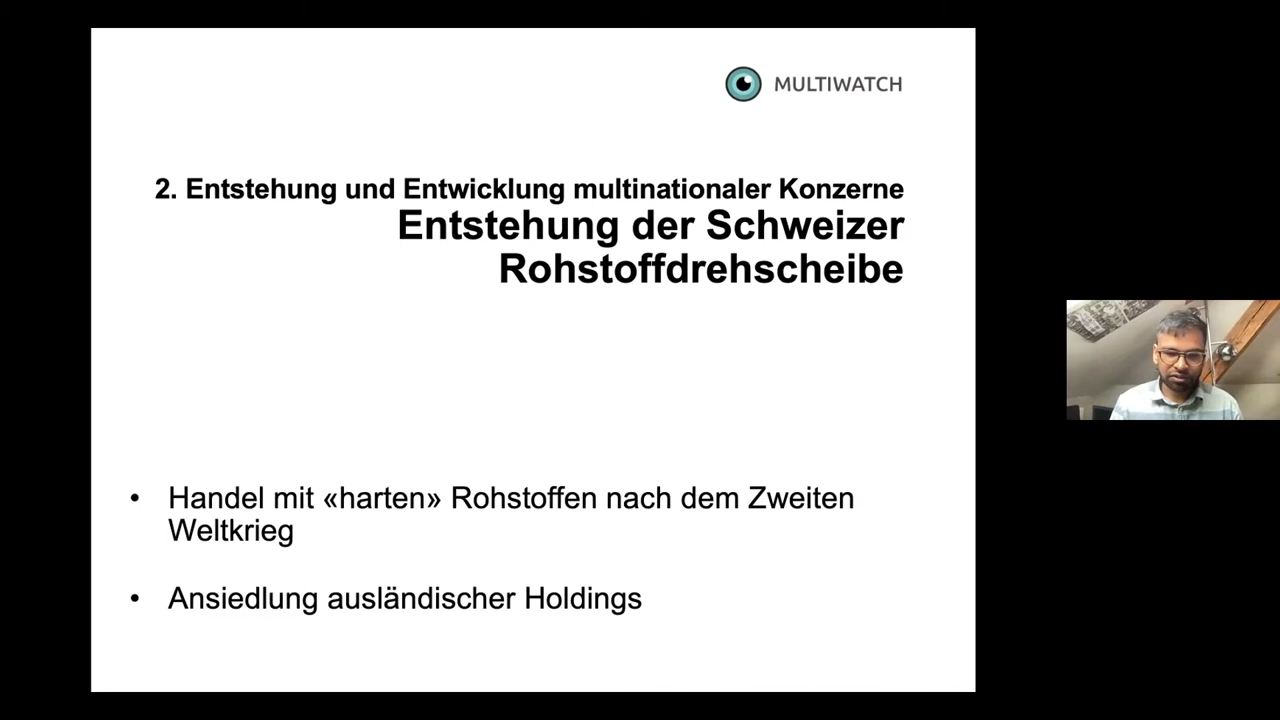 MULTIWATCH
2. Entstehung und Entwicklung multinationaler Konzerne
Entstehung der Schweizer
Rohstoffdrehscheibe
• Handel mit «harten» Rohstoffen nach dem Zweiten
Weltkrieg
• Ansiedlung ausländischer Holdings